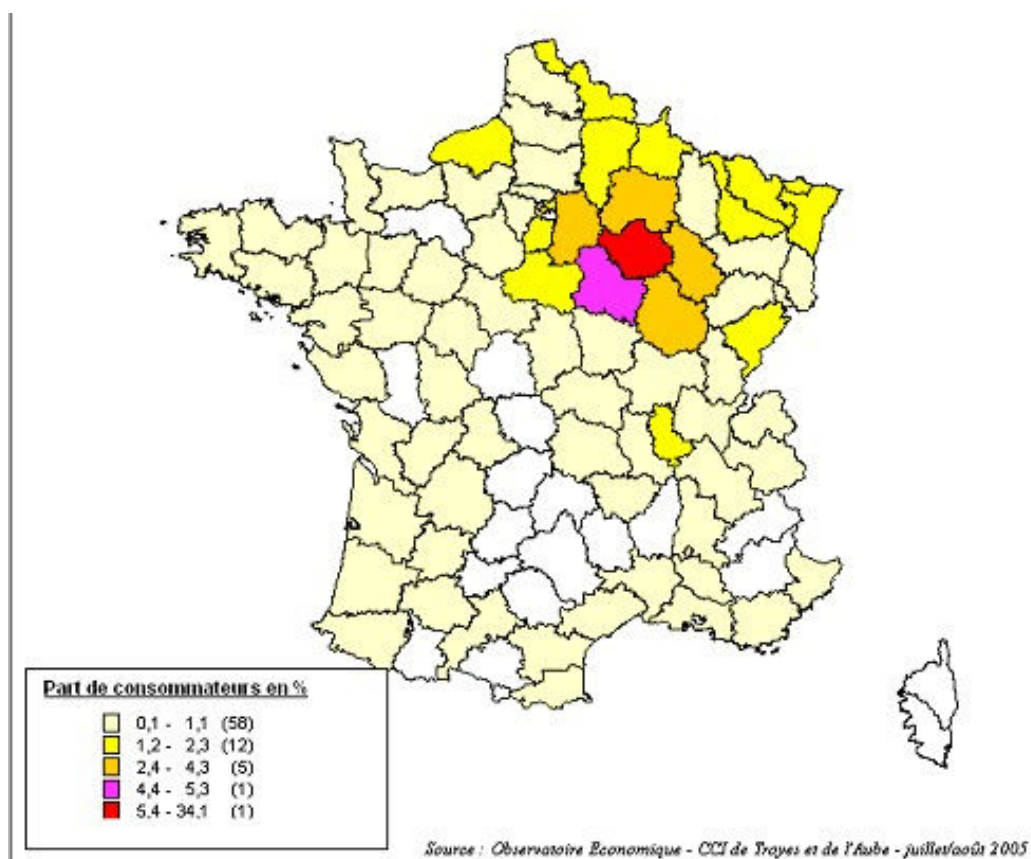 Part de consommateurs en %
0,1 - 1,1 (58)
1,2 - 2,3 (12)
2,4 - 4,3 (5)
4,4 - 5,3 (1)
5,4 - 34,1 (1)
Source : Observatoire Economique - CCI de Troyes et de l'Aube - juillet/août 2005